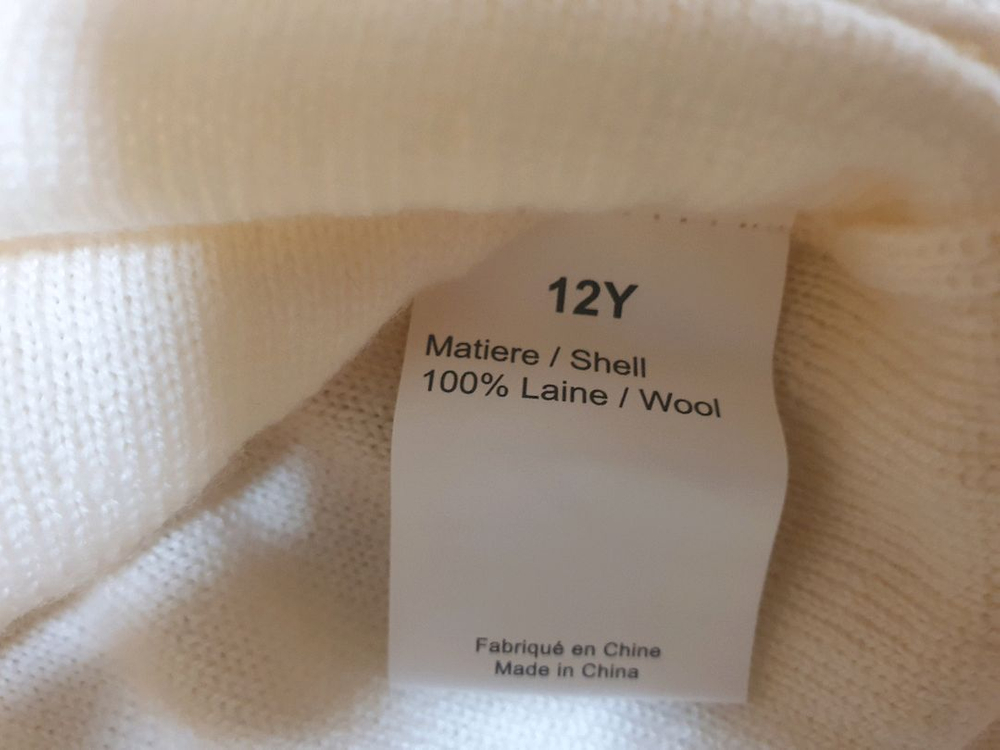 12Y
Matiere / Shell
100% Laine / Wool
Fabriqué en Chine
Made in China